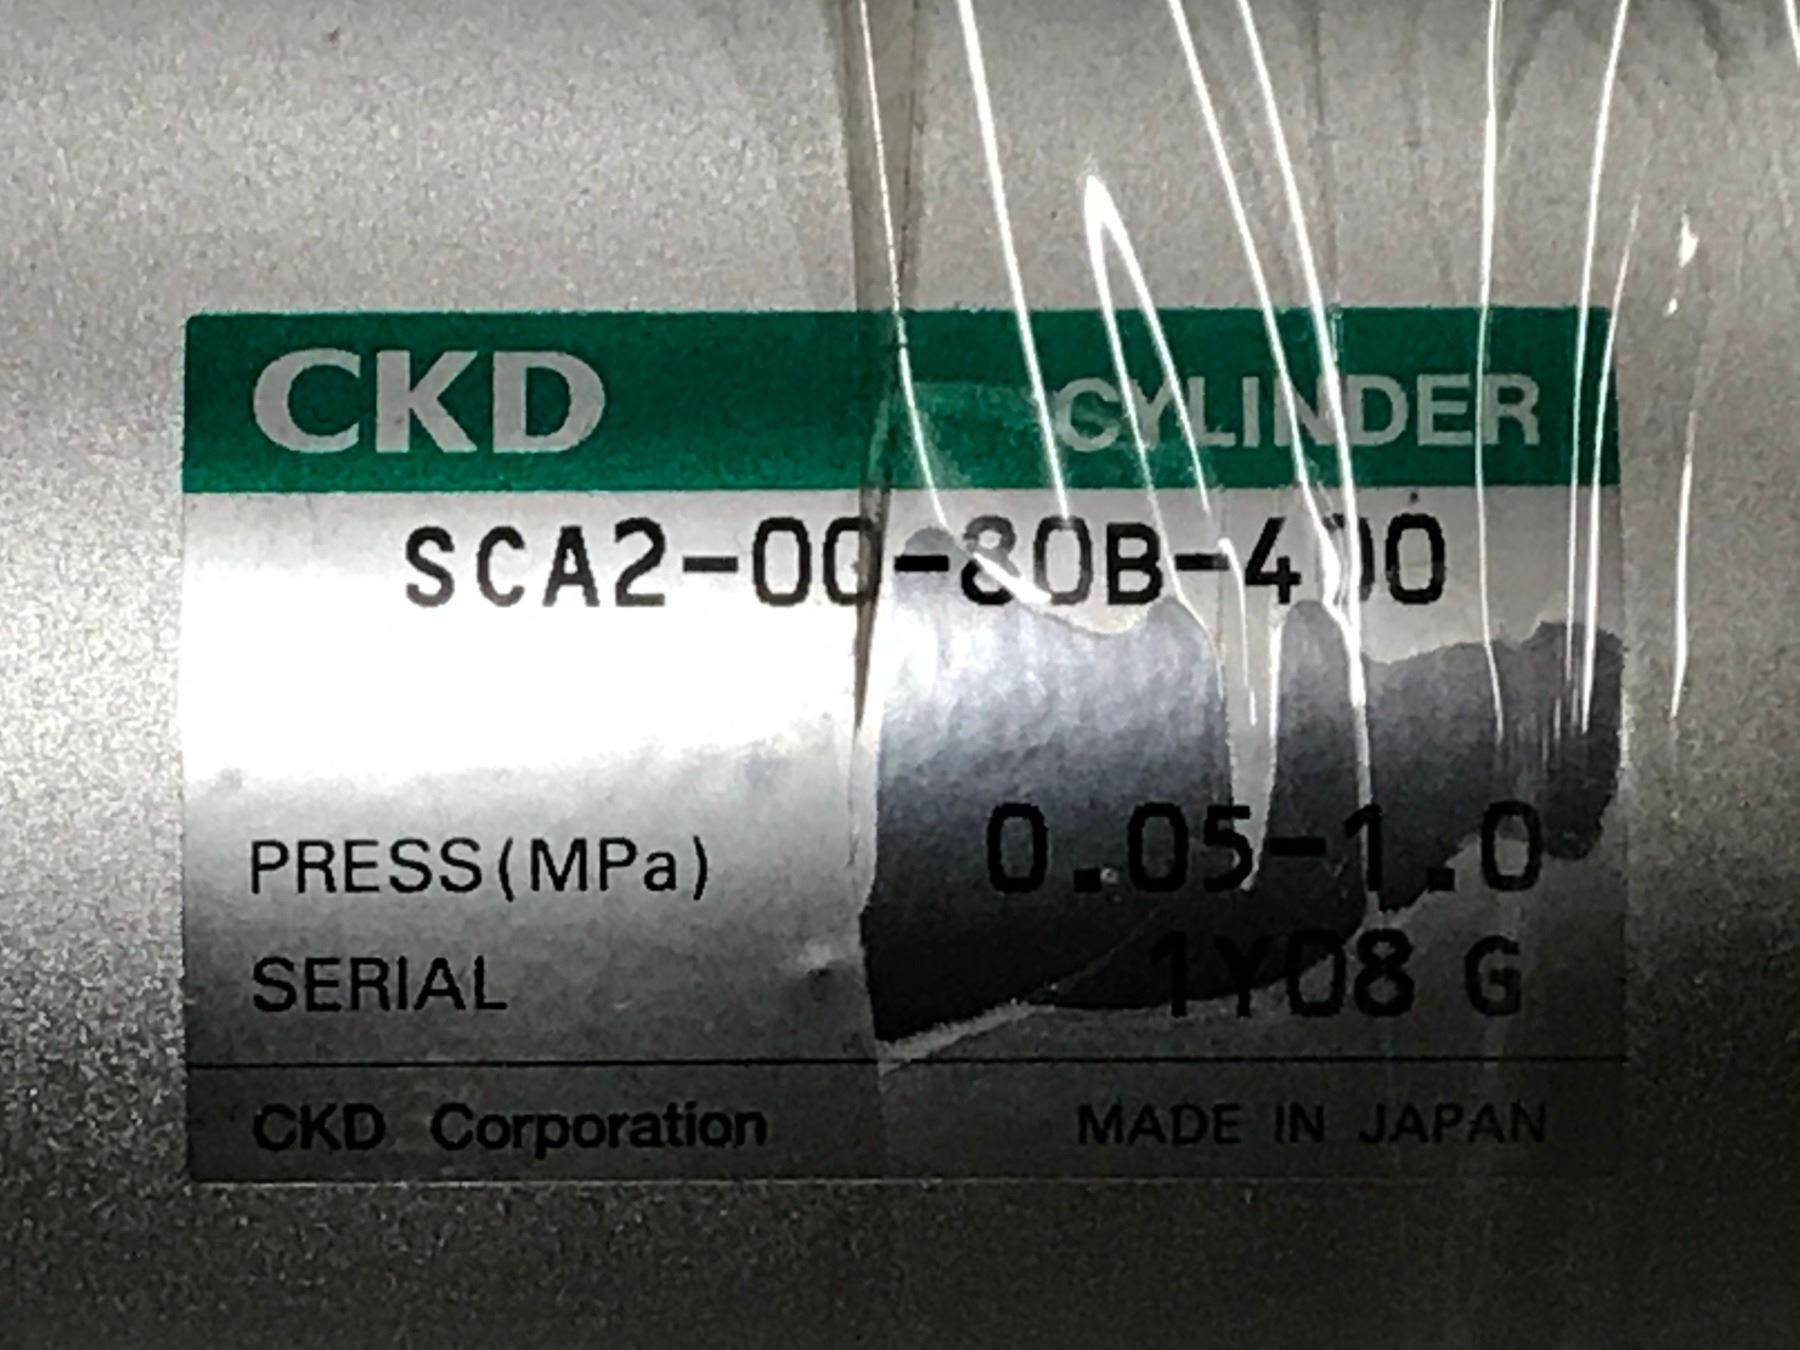 CKD CYLINDER
SCA2-00-80B-400
PRESS(MPa) 0.05-1.0
SERIAL 1Y08 G
CKD Corporation MADE IN JAPAN